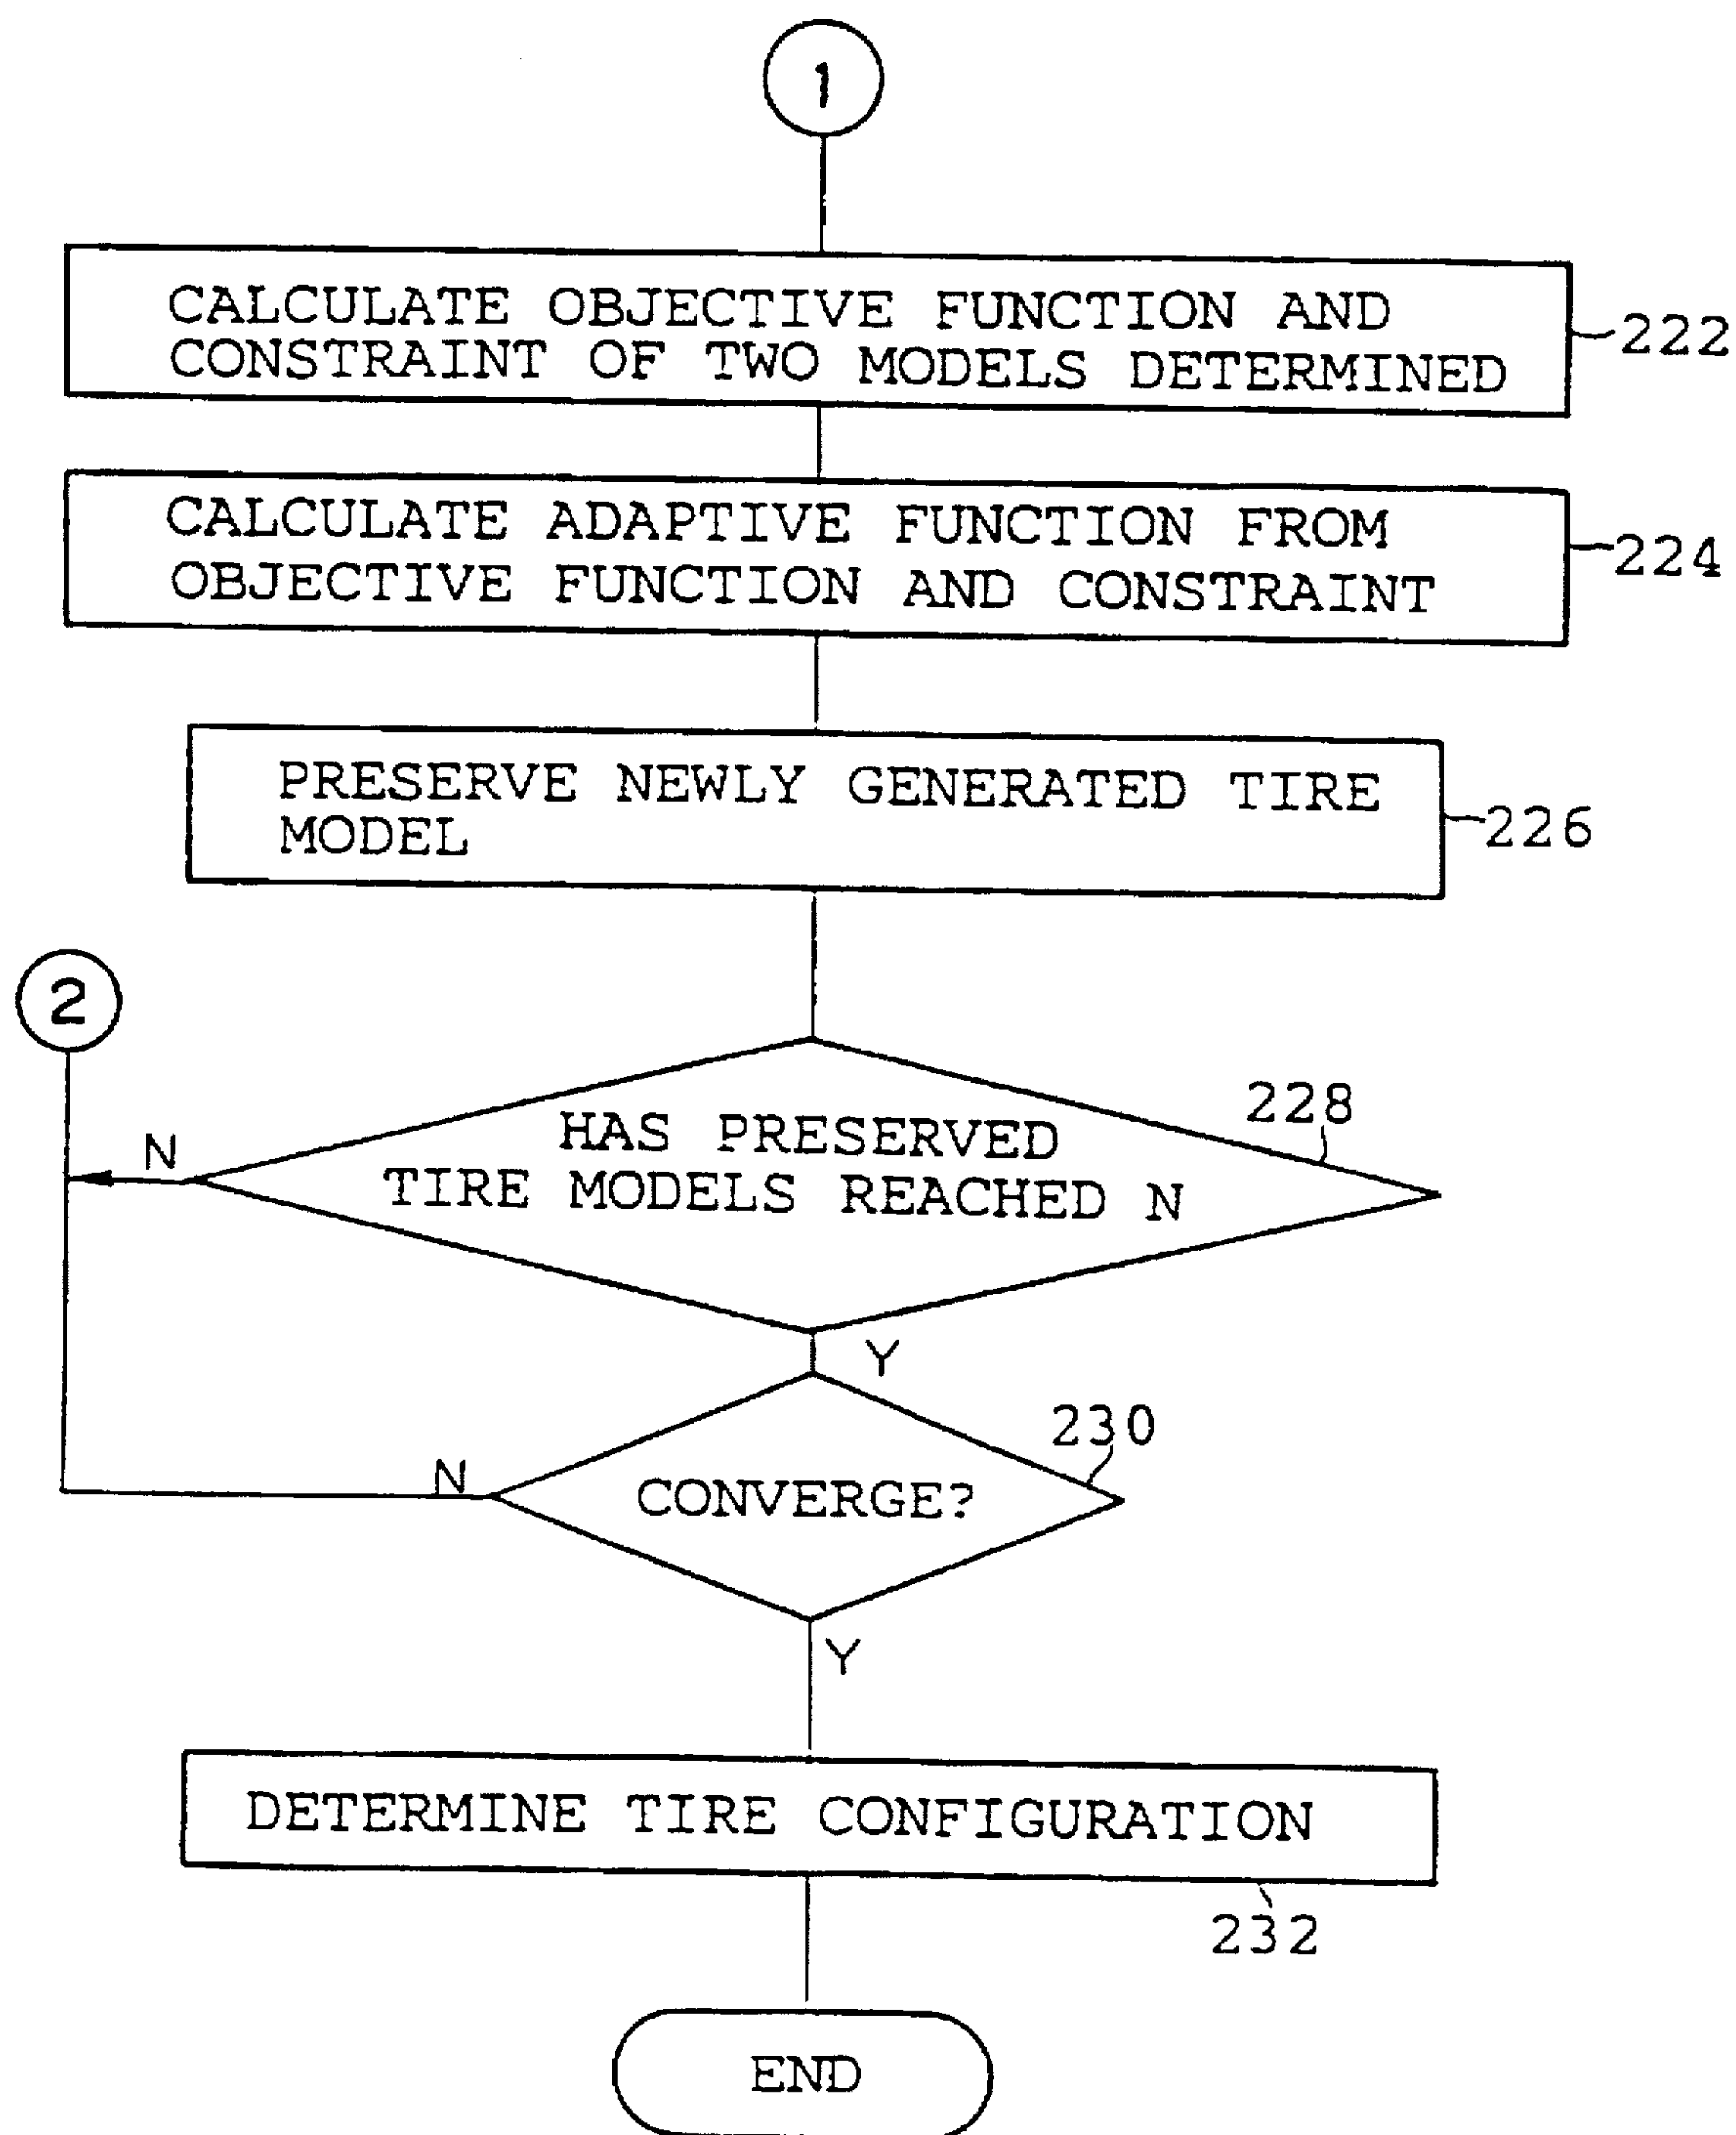 1
CALCULATE OBJECTIVE FUNCTION AND
CONSTRAINT OF TWO MODELS DETERMINED
222
CALCULATE ADAPTIVE FUNCTION FROM
OBJECTIVE FUNCTION AND CONSTRAINT
224
PRESERVE NEWLY GENERATED TIRE
MODEL
226
2
228
N
HAS PRESERVED
TIRE MODELS REACHED N
Y
230
N
CONVERGE?
Y
DETERMINE TIRE CONFIGURATION
232
END